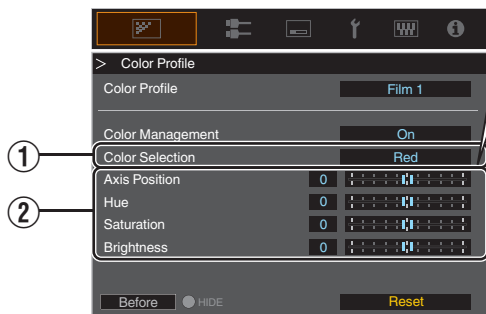 > Color Profile
Color Profile Film 1
Color Management On
① Color Selection Red
② Axis Position 0
Hue 0
Saturation 0
Brightness 0
Before HIDE Reset